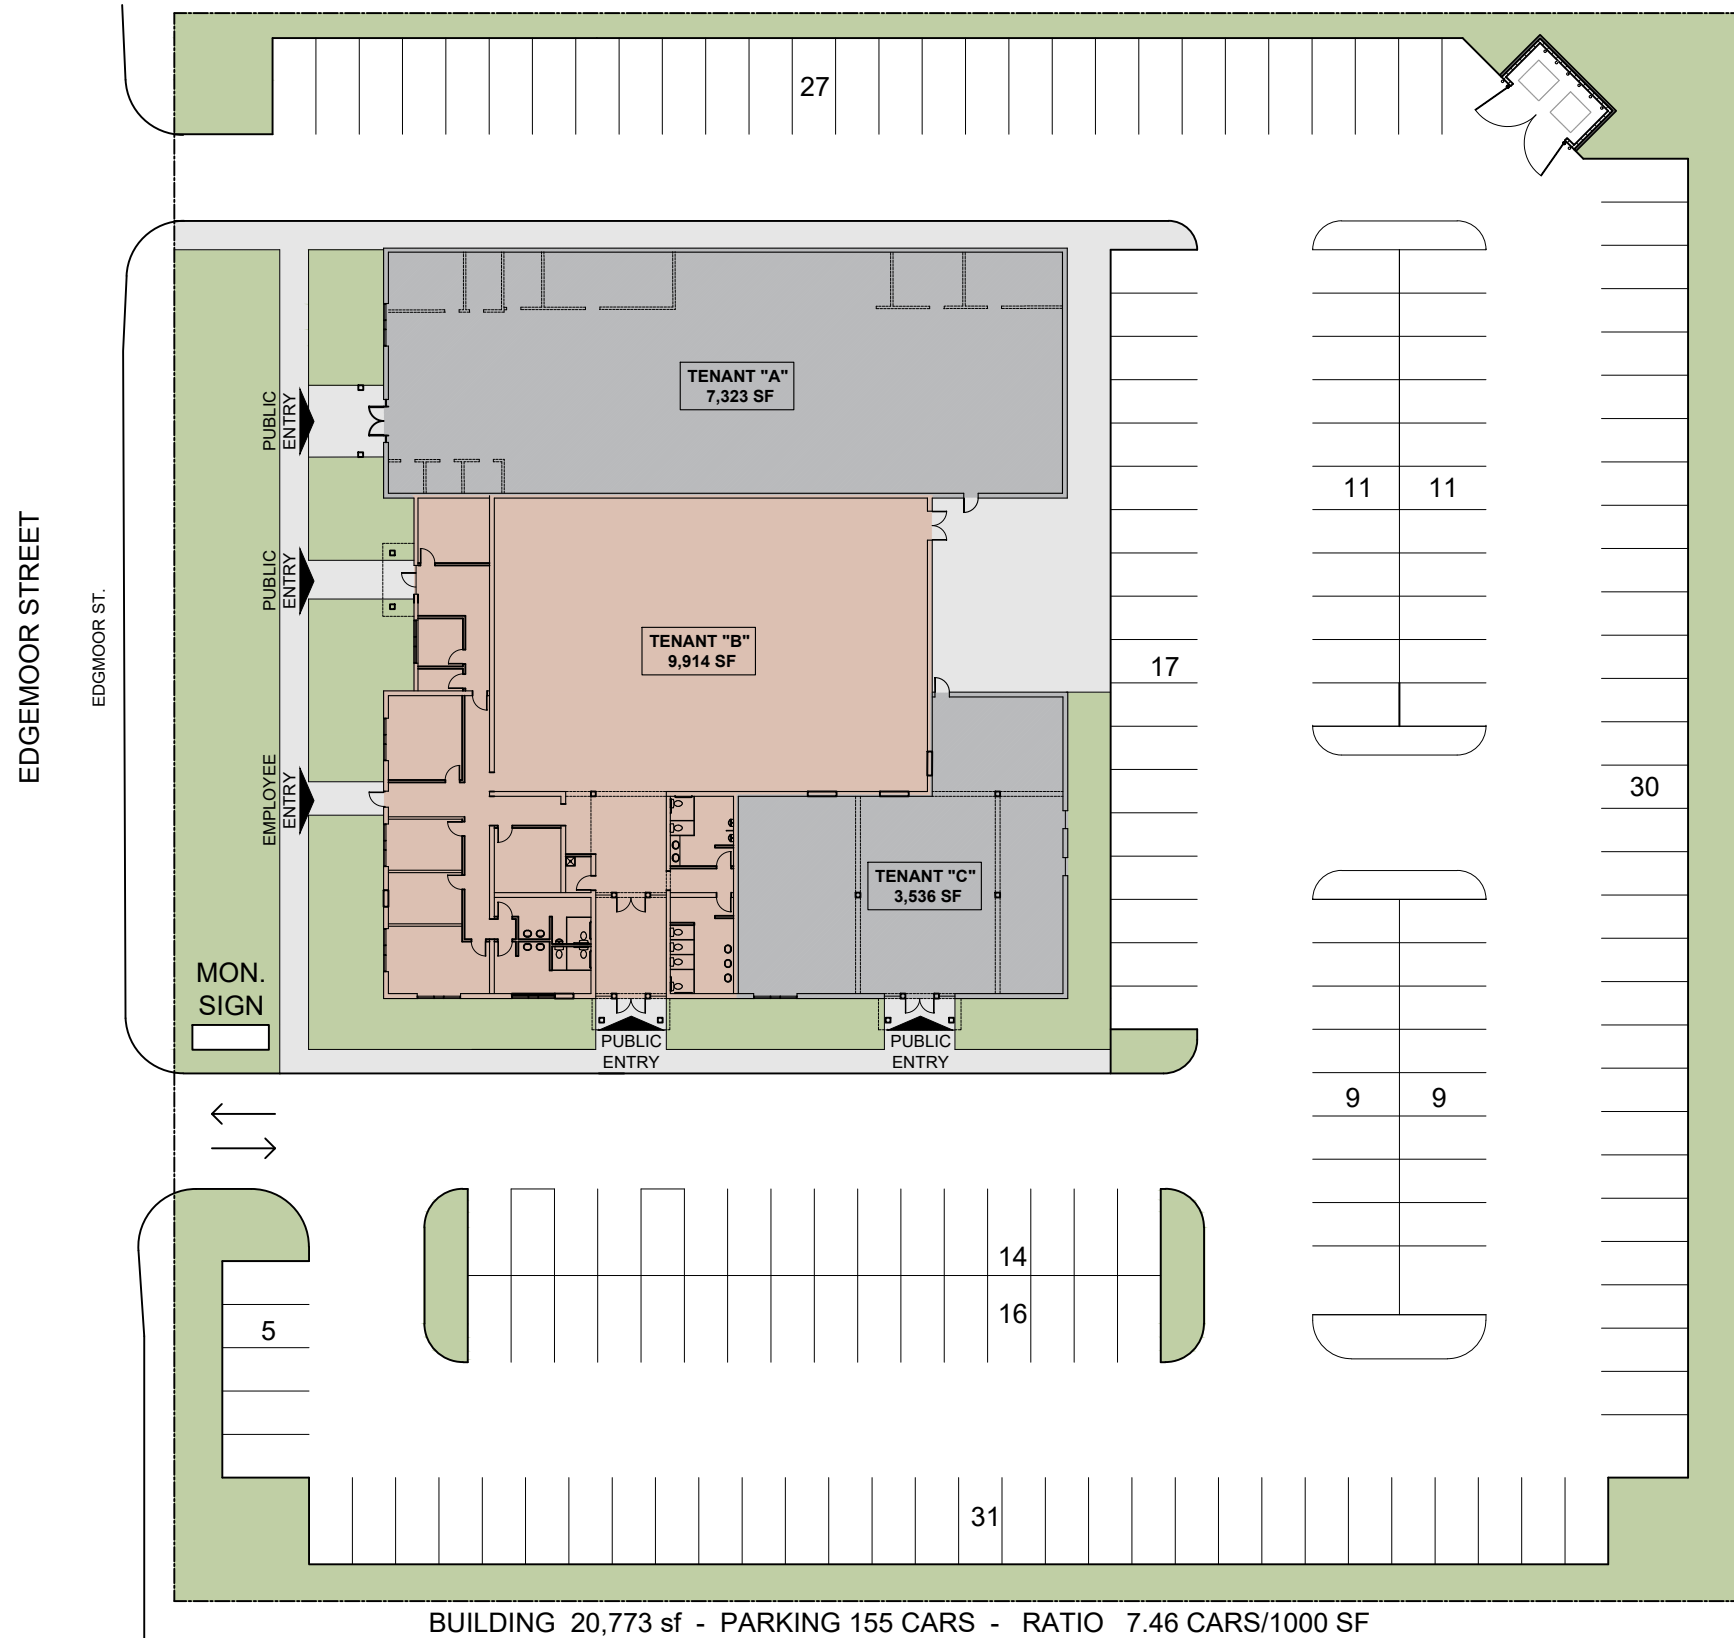 27
TENANT "A"
7,323 SF
PUBLIC
ENTRY
11
11
EDGEMOOR STREET
EDGMOOR ST.
PUBLIC
ENTRY
TENANT "B"
9,914 SF
17
30
EMPLOYEE
ENTRY
TENANT "C"
3,536 SF
MON.
SIGN
PUBLIC
ENTRY
PUBLIC
ENTRY
9
9
14
16
5
31
BUILDING 20,773 sf - PARKING 155 CARS - RATIO 7.46 CARS/1000 SF